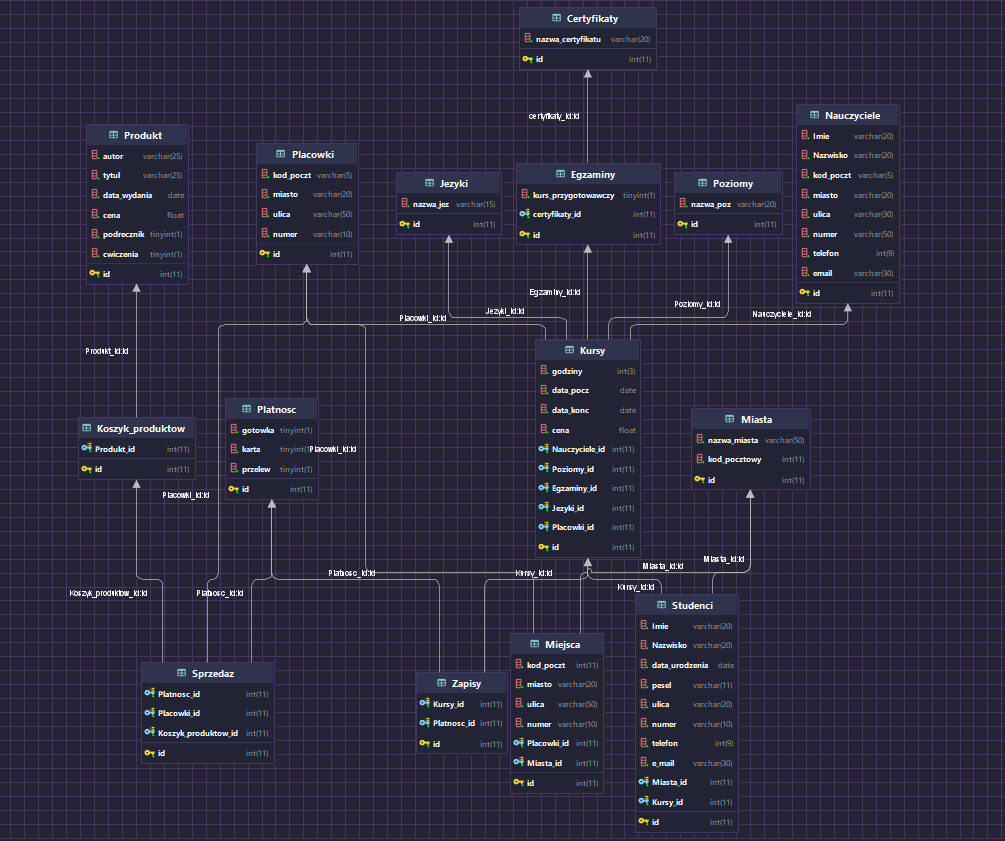 Certyfikaty
nazwa_certyfikatu varchar(20)
id int(11)
certyfikaty_id:id
Produkt
autor varchar(25)
tytul varchar(25)
data_wydania date
cena float
podrecznik tinyint(1)
cwiczenia tinyint(1)
id int(11)
Placowki
kod_poczt varchar(5)
miasto varchar(20)
ulica varchar(50)
numer varchar(10)
id int(11)
Jezyki
nazwa_jez varchar(15)
id int(11)
Egzaminy
kurs_przygotowawczy tinyint(1)
certyfikaty_id int(11)
id int(11)
Poziomy
nazwa_poz varchar(20)
id int(11)
Nauczyciele
Imie varchar(20)
Nazwisko varchar(20)
kod_poczt varchar(5)
miasto varchar(20)
ulica varchar(30)
numer varchar(50)
telefon int(9)
email varchar(30)
id int(11)
Egzaminy_id:id
Poziomy_id:id
Jezyki_id:id
Nauczyciele_id:id
Placowki_id:id
Produkt_id:id
Kursy
godziny int(3)
data_pocz date
data_konc date
cena float
Nauczyciele_id int(11)
Poziomy_id int(11)
Egzaminy_id int(11)
Jezyki_id int(11)
Placowki_id int(11)
id int(11)
Koszyk_produktow
Produkt_id int(11)
id int(11)
Platnosc
gotowka tinyint(1)
karta tinyint(1)
przelew tinyint(1)
id int(11)
Placowki_id:id
Miasta
nazwa_miasta varchar(50)
kod_pocztowy int(11)
id int(11)
Placowki_id:id
Miasta_id:id
Miasta_id:id
Platnosc_id:id
Kursy_id:id
Kursy_id:id
Koszyk_produktow_id:id
Platnosc_id:id
Sprzedaz
Platnosc_id int(11)
Placowki_id int(11)
Koszyk_produktow_id int(11)
id int(11)
Zapisy
Kursy_id int(11)
Platnosc_id int(11)
id int(11)
Miejsca
kod_poczt int(11)
miasto varchar(20)
ulica varchar(50)
numer varchar(10)
Placowki_id int(11)
Miasta_id int(11)
id int(11)
Studenci
Imie varchar(20)
Nazwisko varchar(20)
data_urodzenia date
pesel varchar(11)
ulica varchar(20)
numer varchar(10)
telefon int(9)
e_mail varchar(30)
Miasta_id int(11)
Kursy_id int(11)
id int(11)